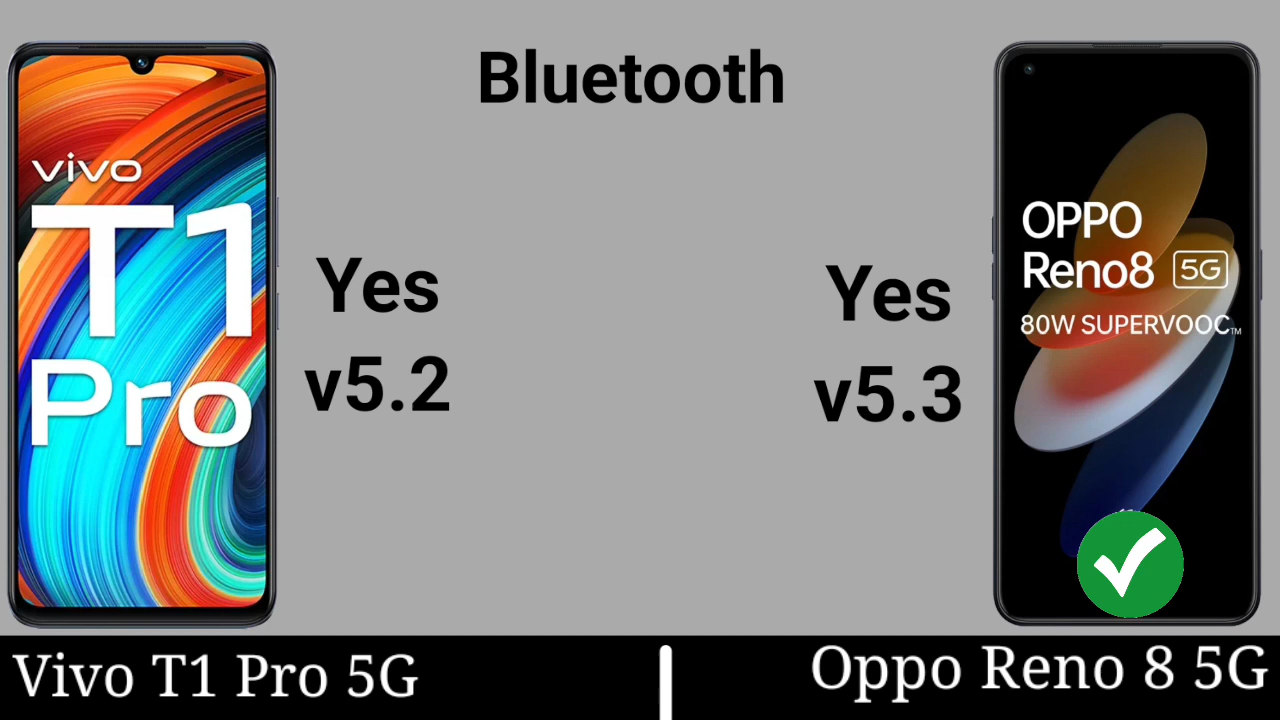 Bluetooth
vivo
T1
Pro
Yes
v5.2
Yes
v5.3
OPPO
Reno8 5G
80W SUPERVOOC™
Vivo T1 Pro 5G
Oppo Reno 8 5G